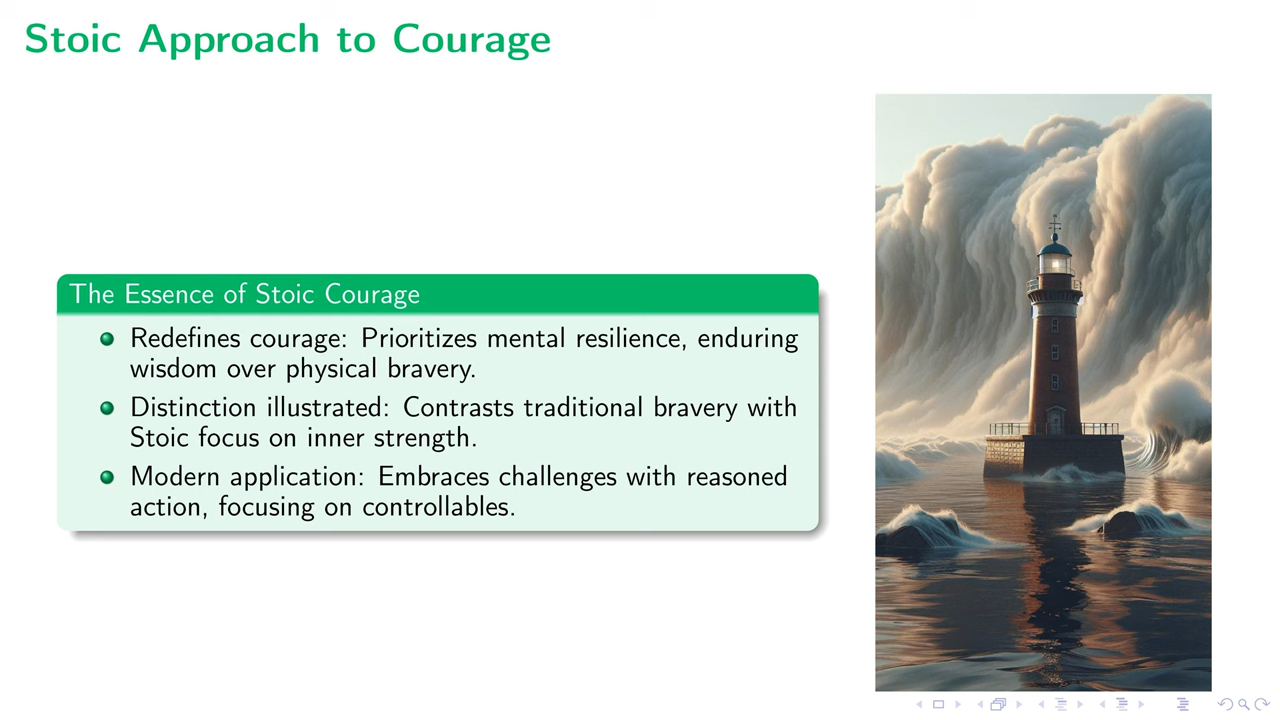 Stoic Approach to Courage
The Essence of Stoic Courage
Redefines courage: Prioritizes mental resilience, enduring
wisdom over physical bravery.
Distinction illustrated: Contrasts traditional bravery with
Stoic focus on inner strength.
Modern application: Embraces challenges with reasoned
action, focusing on controllables.